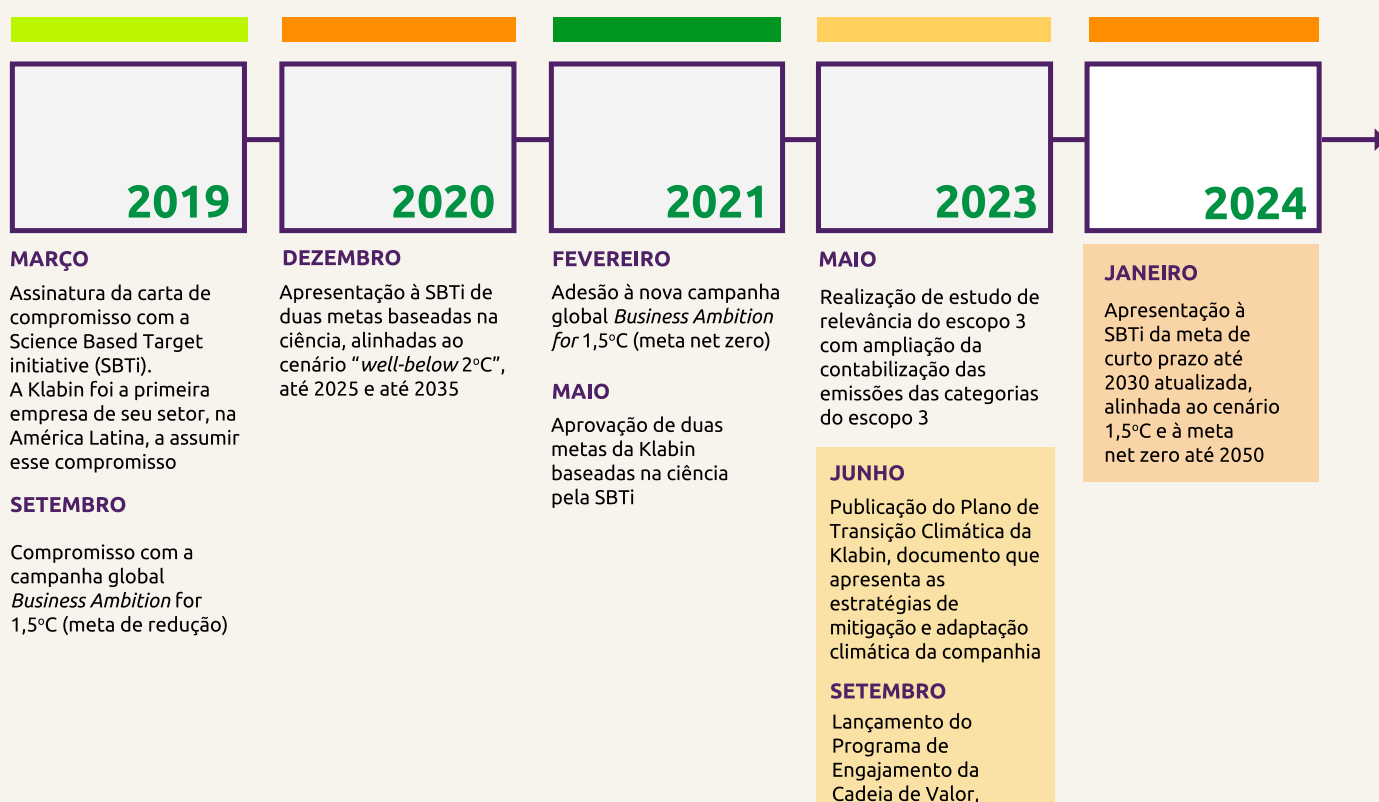 2019
MARÇO
Assinatura da carta de
compromisso com a
Science Based Target
initiative (SBTi).
A Klabin foi a primeira
empresa de seu setor, na
América Latina, a assumir
esse compromisso
SETEMBRO
Compromisso com a
campanha global
Business Ambition for
1,5ºC (meta de redução)
2020
DEZEMBRO
Apresentação à SBTi de
duas metas baseadas na
ciência, alinhadas ao
cenário “well-below 2ºC”,
até 2025 e até 2035
2021
FEVEREIRO
Adesão à nova campanha
global Business Ambition
for 1,5ºC (meta net zero)
MAIO
Aprovação de duas
metas da Klabin
baseadas na ciência
pela SBTi
2023
MAIO
Realização de estudo de
relevância do escopo 3
com ampliação da
contabilização das
emissões das categorias
do escopo 3
JUNHO
Publicação do Plano de
Transição Climática da
Klabin, documento que
apresenta as
estratégias de
mitigação e adaptação
climática da companhia
SETEMBRO
Lançamento do
Programa de
Engajamento da
Cadeia de Valor,
2024
JANEIRO
Apresentação à
SBTi da meta de
curto prazo até
2030 atualizada,
alinhada ao cenário
1,5ºC e à meta
net zero até 2050